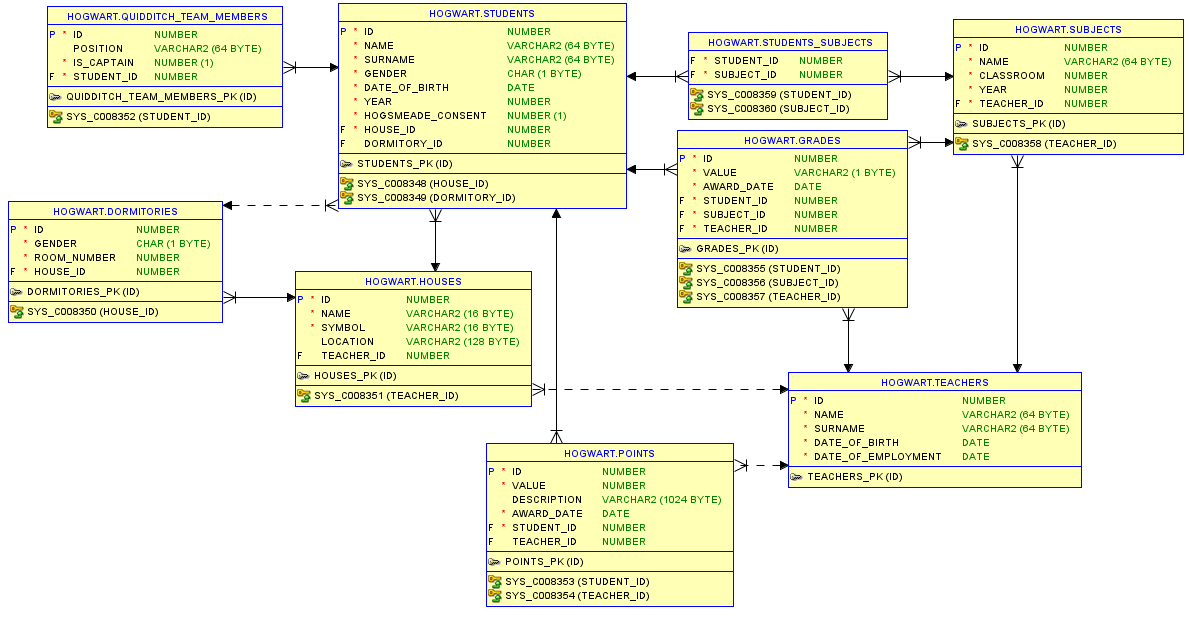 HOGWART.QUIDDITCH_TEAM_MEMBERS
P * ID NUMBER
POSITION VARCHAR2 (64 BYTE)
* IS_CAPTAIN NUMBER (1)
F * STUDENT_ID NUMBER
QUIDDITCH_TEAM_MEMBERS_PK (ID)
SYS_C008352 (STUDENT_ID)
HOGWART.STUDENTS
P * ID NUMBER
* NAME VARCHAR2 (64 BYTE)
* SURNAME VARCHAR2 (64 BYTE)
* GENDER CHAR (1 BYTE)
* DATE_OF_BIRTH DATE
* YEAR NUMBER
* HOGSMEADE_CONSENT NUMBER (1)
F * HOUSE_ID NUMBER
F DORMITORY_ID NUMBER
STUDENTS_PK (ID)
SYS_C008348 (HOUSE_ID)
SYS_C008349 (DORMITORY_ID)
HOGWART.STUDENTS_SUBJECTS
F * STUDENT_ID NUMBER
F * SUBJECT_ID NUMBER
SYS_C008359 (STUDENT_ID)
SYS_C008360 (SUBJECT_ID)
HOGWART.SUBJECTS
P * ID NUMBER
* NAME VARCHAR2 (64 BYTE)
* CLASSROOM NUMBER
* YEAR NUMBER
F * TEACHER_ID NUMBER
SUBJECTS_PK (ID)
SYS_C008358 (TEACHER_ID)
HOGWART.GRADES
P * ID NUMBER
* VALUE VARCHAR2 (1 BYTE)
* AWARD_DATE DATE
F * STUDENT_ID NUMBER
F * SUBJECT_ID NUMBER
F * TEACHER_ID NUMBER
GRADES_PK (ID)
SYS_C008355 (STUDENT_ID)
SYS_C008356 (SUBJECT_ID)
SYS_C008357 (TEACHER_ID)
HOGWART.DORMITORIES
P * ID NUMBER
* GENDER CHAR (1 BYTE)
* ROOM_NUMBER NUMBER
F * HOUSE_ID NUMBER
DORMITORIES_PK (ID)
SYS_C008350 (HOUSE_ID)
HOGWART.HOUSES
P * ID NUMBER
* NAME VARCHAR2 (16 BYTE)
* SYMBOL VARCHAR2 (16 BYTE)
LOCATION VARCHAR2 (128 BYTE)
F TEACHER_ID NUMBER
HOUSES_PK (ID)
SYS_C008351 (TEACHER_ID)
HOGWART.TEACHERS
P * ID NUMBER
* NAME VARCHAR2 (64 BYTE)
* SURNAME VARCHAR2 (64 BYTE)
* DATE_OF_BIRTH DATE
* DATE_OF_EMPLOYMENT DATE
TEACHERS_PK (ID)
HOGWART.POINTS
P * ID NUMBER
* VALUE NUMBER
DESCRIPTION VARCHAR2 (1024 BYTE)
* AWARD_DATE DATE
F * STUDENT_ID NUMBER
F TEACHER_ID NUMBER
POINTS_PK (ID)
SYS_C008353 (STUDENT_ID)
SYS_C008354 (TEACHER_ID)